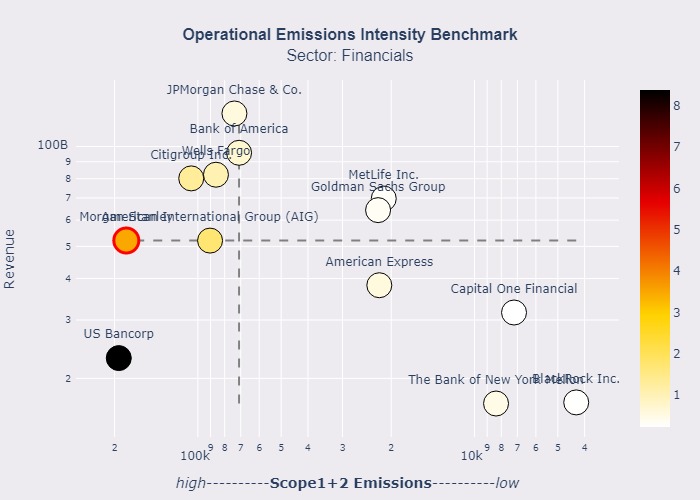 Operational Emissions Intensity Benchmark
Sector: Financials
JPMorgan Chase & Co.
Bank of America
Wells Fargo
Citigroup Inc.
MetLife Inc.
Goldman Sachs Group
Morgan Stanley
American International Group (AIG)
American Express
Capital One Financial
US Bancorp
The Bank of New York Mellon
BlackRock Inc.
Revenue
100B
9
8
7
6
5
4
3
2
2
100k
9
8
7
6
5
4
3
2
10k
9
8
7
6
5
4
high----------Scope1+2 Emissions----------low
8
7
6
5
4
3
2
1